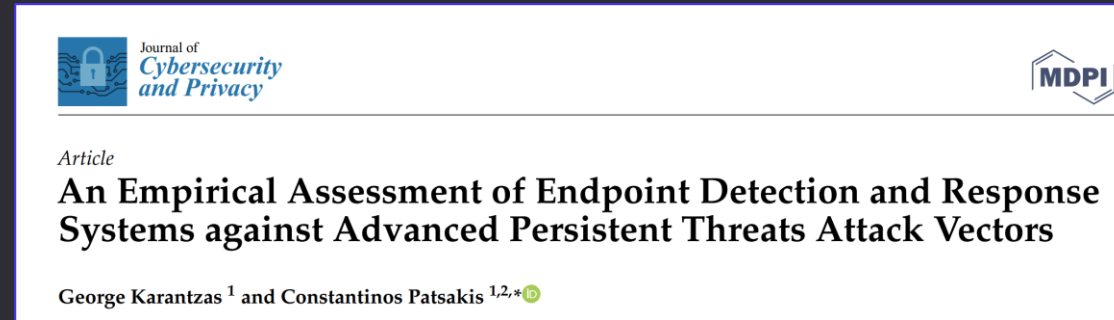 Journal of
Cybersecurity
and Privacy
MDPI
Article
An Empirical Assessment of Endpoint Detection and Response
Systems against Advanced Persistent Threats Attack Vectors
George Karantzas 1 and Constantinos Patsakis 1,2,* iD